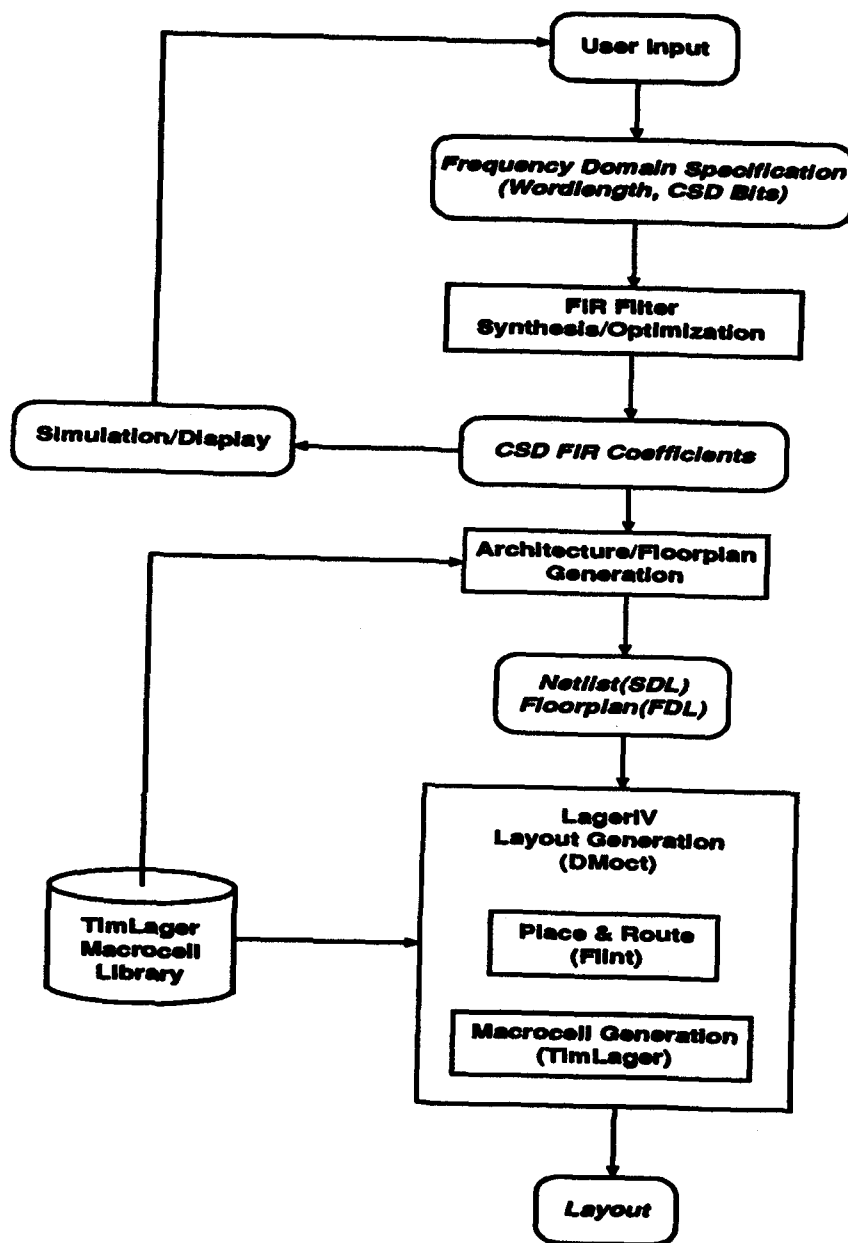 User Input
Frequency Domain Specification
(Wordlength, CSD Bits)
FIR Filter
Synthesis/Optimization
Simulation/Display
CSD FIR Coefficients
Architecture/Floorplan
Generation
Netlist(SDL)
Floorplan(FDL)
LagerIV
Layout Generation
(DMoct)
TimLager
Macrocell
Library
Place & Route
(Flint)
Macrocell Generation
(TimLager)
Layout